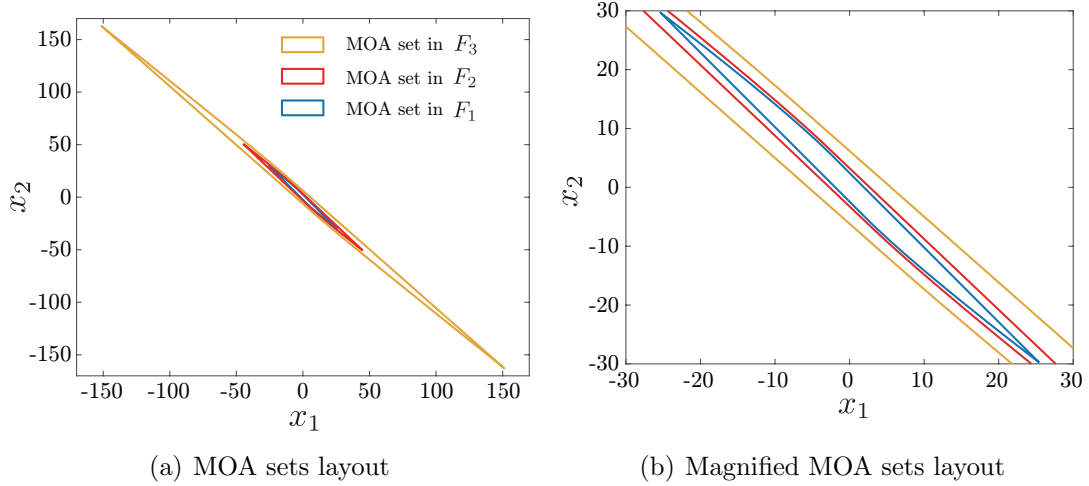 150
100
50
0
-50
-100
-150
x₂
MOA set in F₃
MOA set in F₂
MOA set in F₁
-150 -100 -50 0 50 100 150
x₁
(a) MOA sets layout
30
20
10
0
-10
-20
-30
x₂
-30 -20 -10 0 10 20 30
x₁
(b) Magnified MOA sets layout